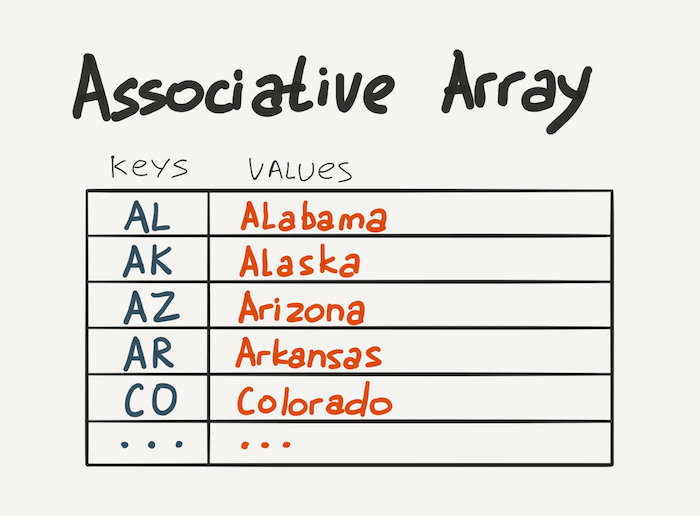 Associative Array
Keys Values
AL Alabama
AK Alaska
AZ Arizona
AR Arkansas
CO Colorado
... ...